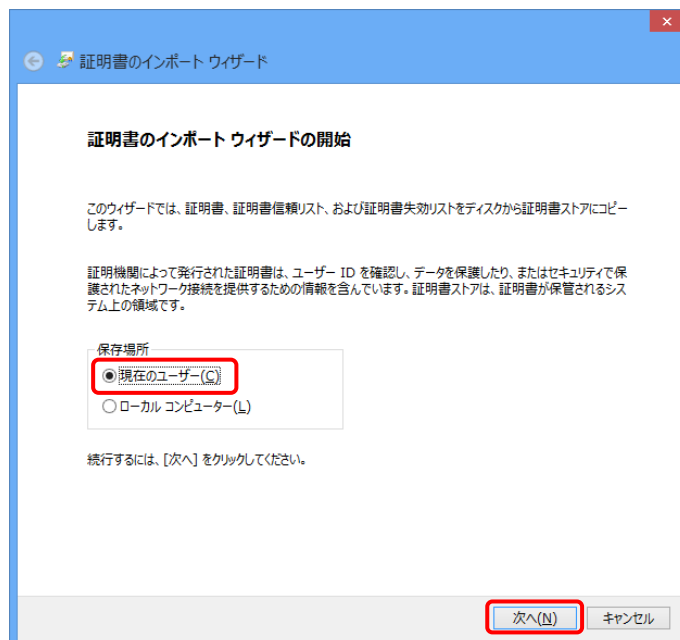 証明書のインポート ウィザード
証明書のインポート ウィザードの開始
このウィザードでは、証明書、証明書信頼リスト、および証明書失効リストをディスクから証明書ストアにコピー
します。
証明機関によって発行された証明書は、ユーザー ID を確認し、データを保護したり、またはセキュリティで保
護されたネットワーク接続を提供するための情報を含んでいます。証明書ストアは、証明書が保管されるシス
テム上の領域です。
保存場所
現在のユーザー(C)
ローカル コンピューター(L)
続行するには、[次へ] をクリックしてください。
次へ(N)
キャンセル